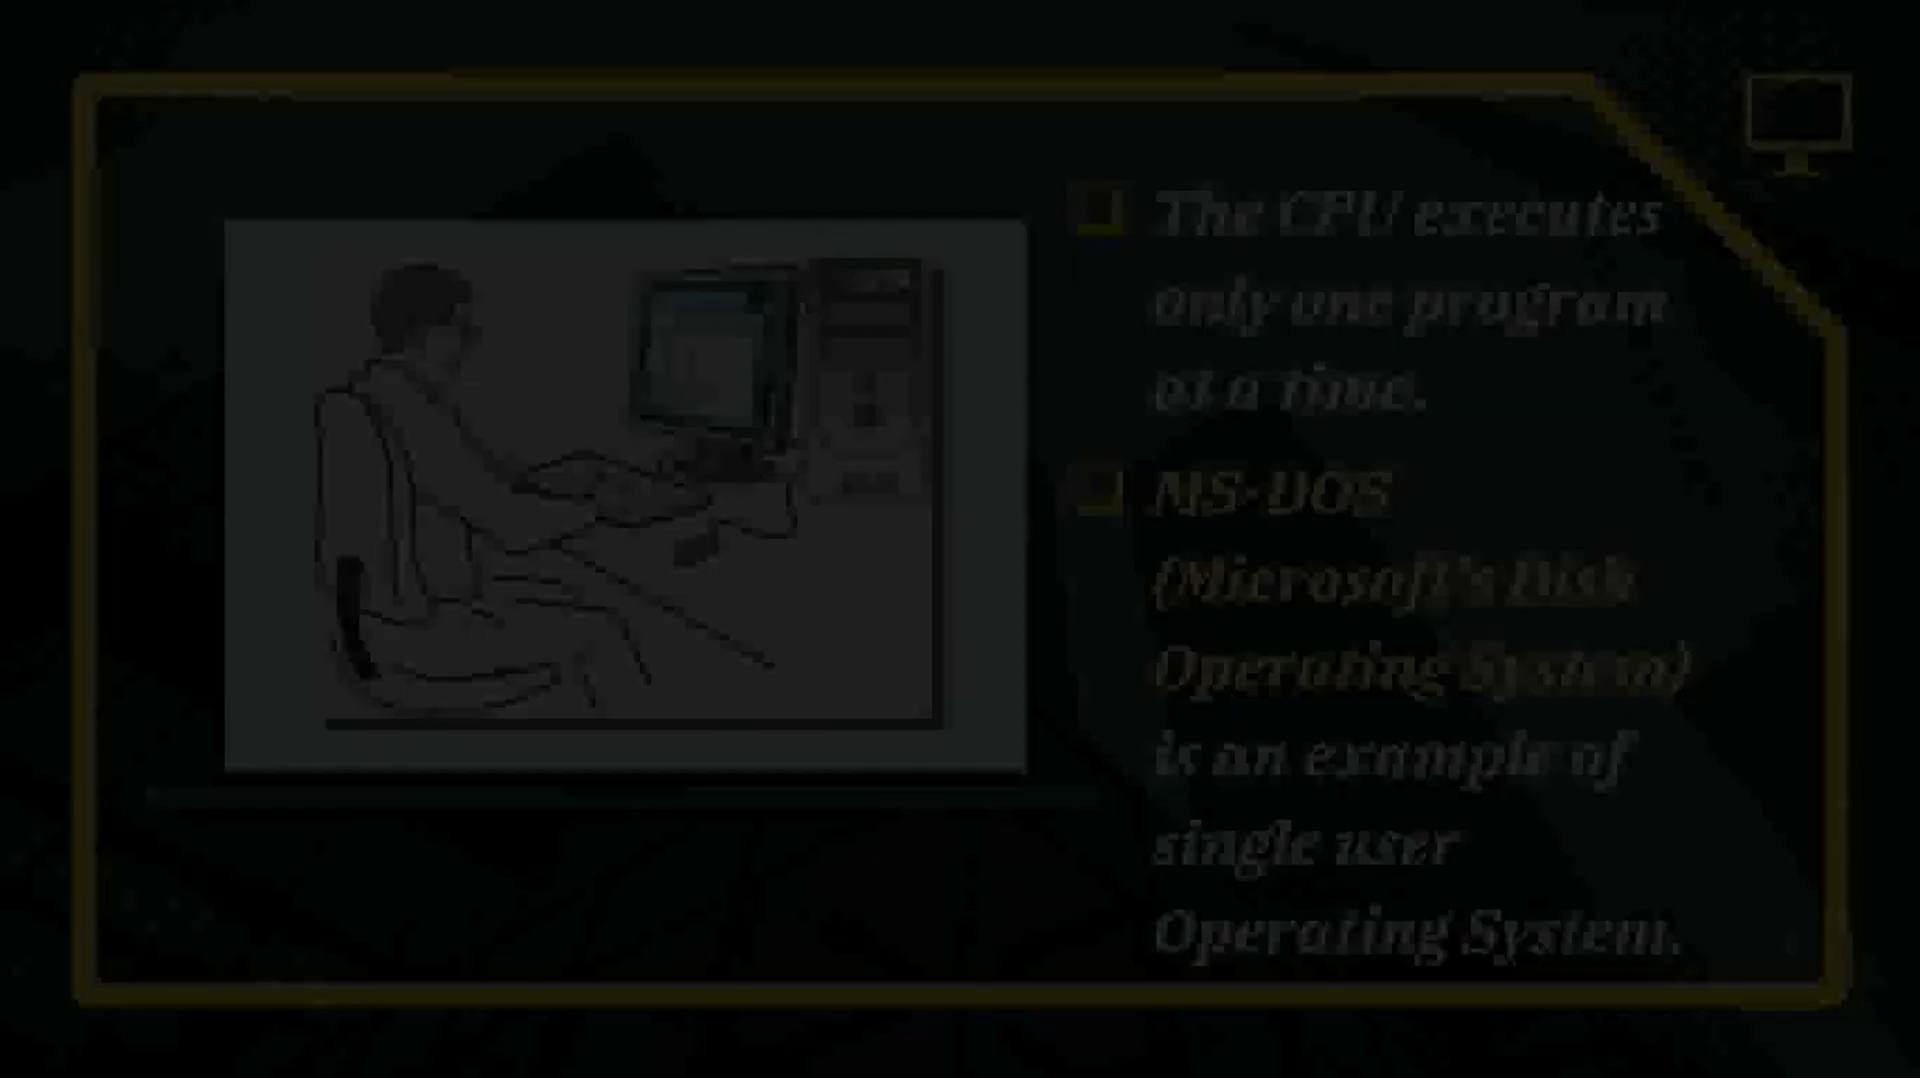 The CPU executes
only one program
at a time.
MS-DOS
(Microsoft's Disk
Operating System)
is an example of
single user
Operating System.